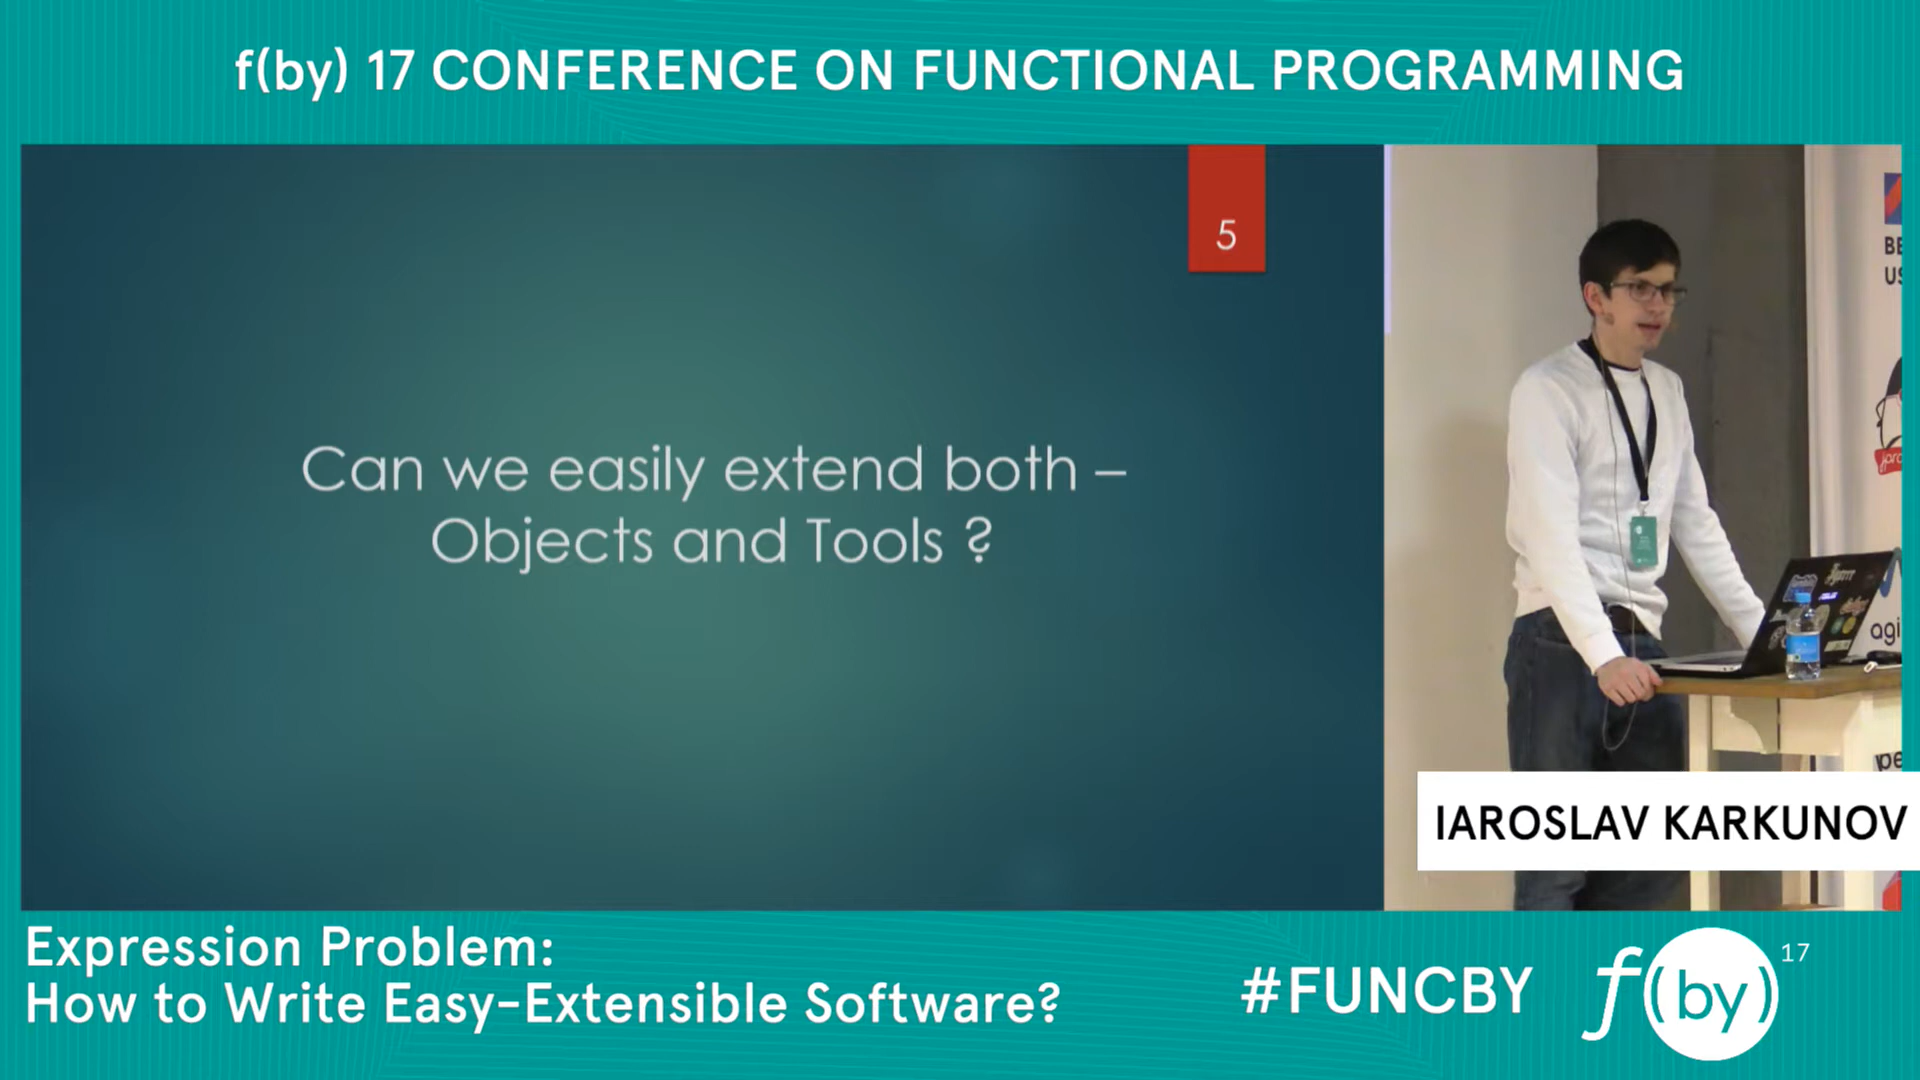 f(by) 17 CONFERENCE ON FUNCTIONAL PROGRAMMING
5
Can we easily extend both –
Objects and Tools ?
IAROSLAV KARKUNOV
Expression Problem:
How to Write Easy-Extensible Software?
#FUNCBY
f(by) 17